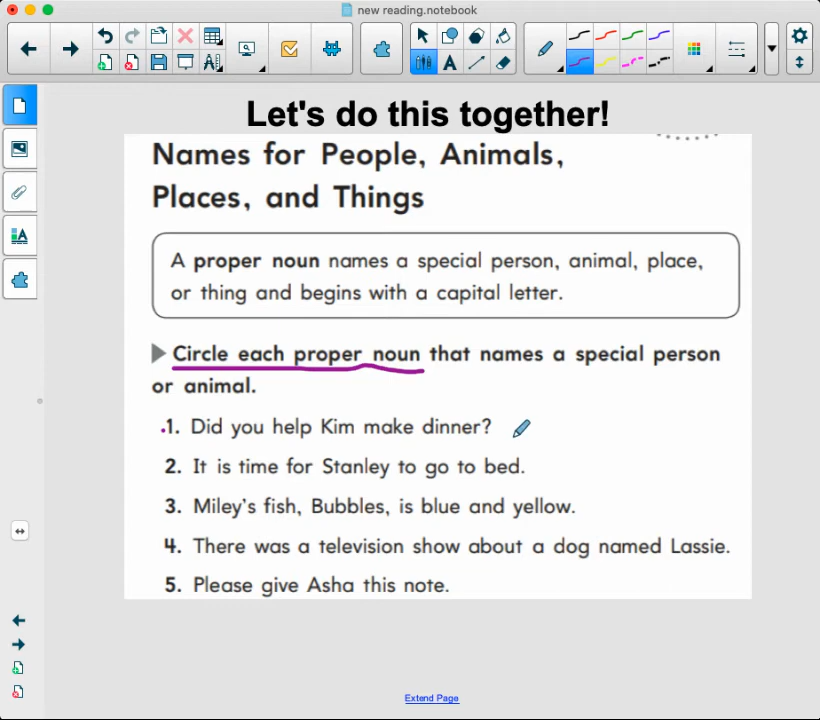 new reading.notebook
A
A
Let's do this together!
Names for People, Animals,
Places, and Things
A proper noun names a special person, animal, place,
or thing and begins with a capital letter.
Circle each proper noun that names a special person
or animal.
1. Did you help Kim make dinner?
2. It is time for Stanley to go to bed.
3. Miley's fish, Bubbles, is blue and yellow.
4. There was a television show about a dog named Lassie.
5. Please give Asha this note.
Extend Page